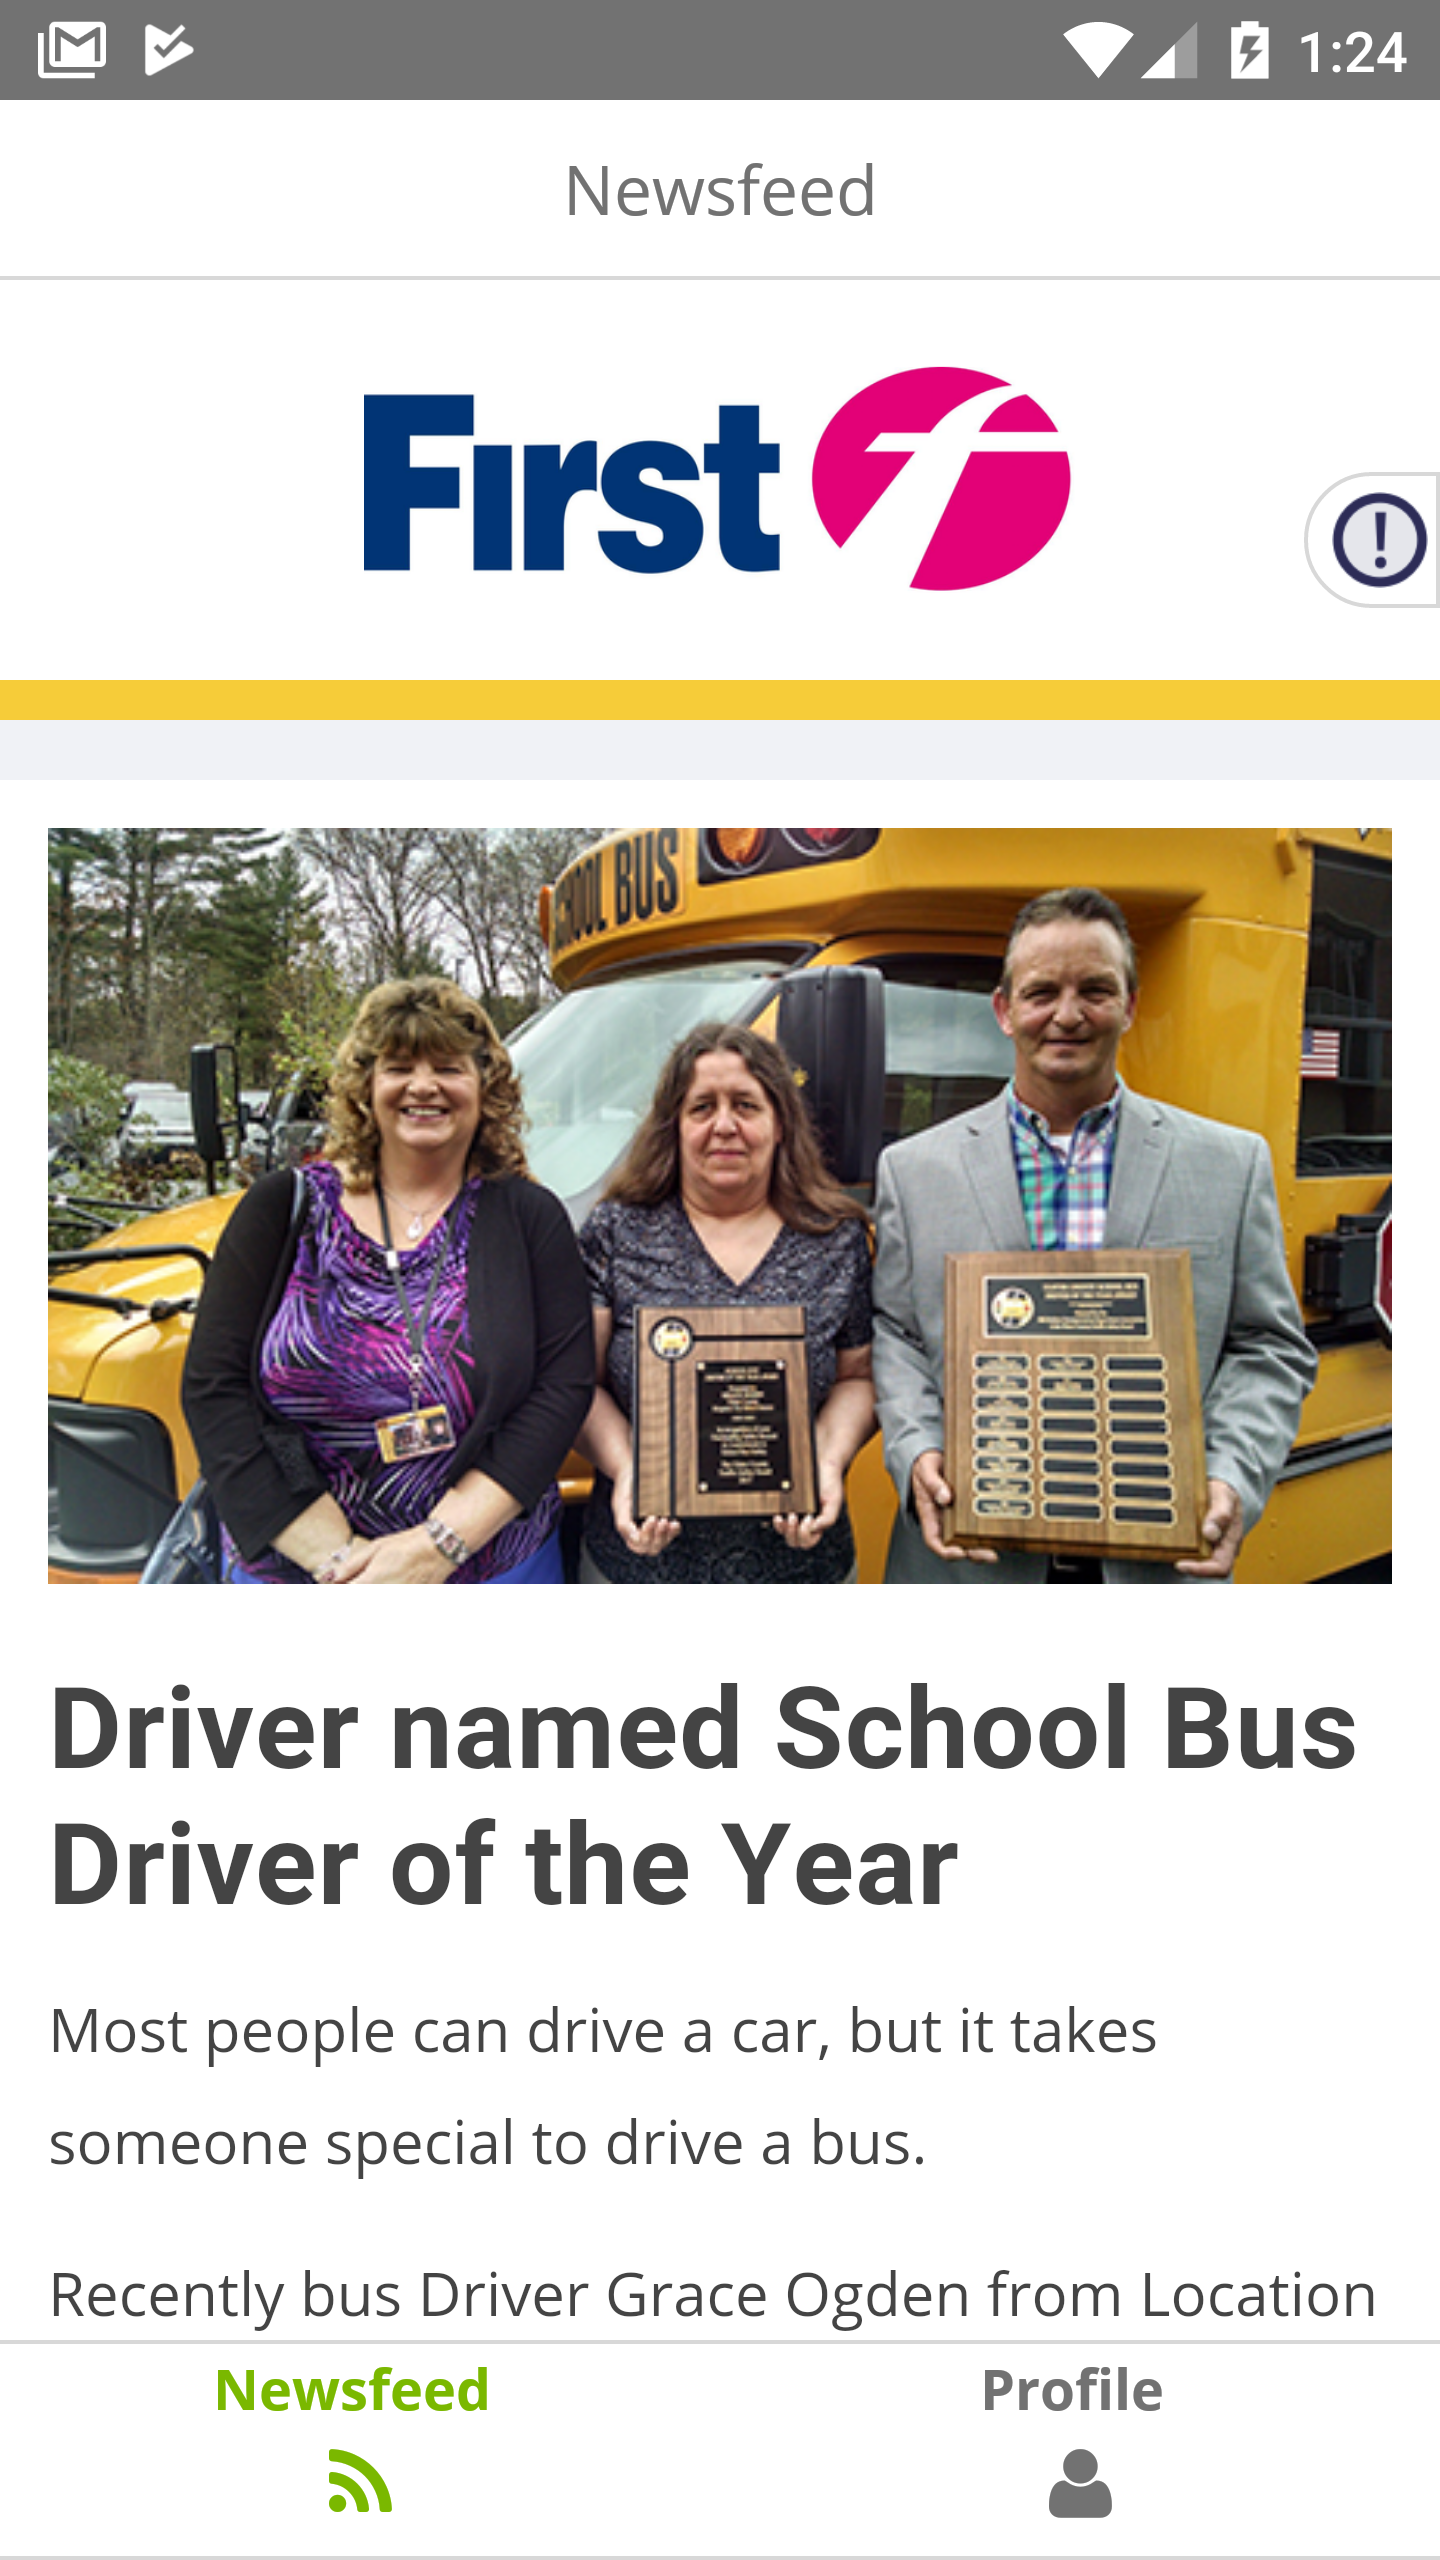 1:24
Newsfeed
First
SCHOOL BUS
Driver named School Bus
Driver of the Year
Most people can drive a car, but it takes
someone special to drive a bus.
Recently bus Driver Grace Ogden from Location
Newsfeed
Profile